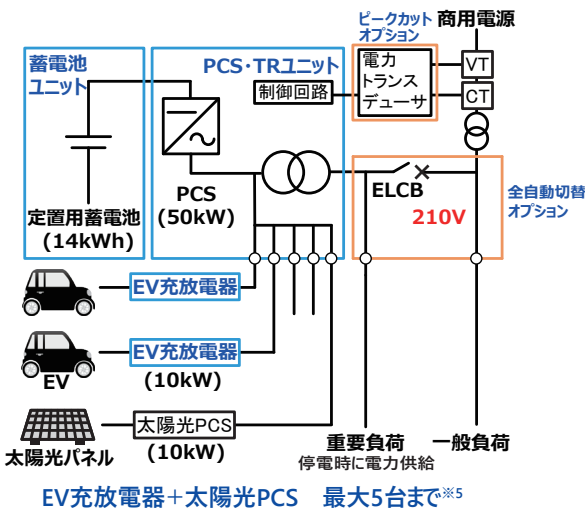 ピークカット
オプション
商用電源
蓄電池
ユニット
PCS・TRユニット
制御回路
電力
トランス
デューサ
VT
CT
PCS
(50kW)
ELCB
210V
全自動切替
オプション
定置用蓄電池
(14kWh)
EV充放電器
EV充放電器
EV
(10kW)
太陽光PCS
太陽光パネル
(10kW)
重要負荷
停電時に電力供給
一般負荷
EV充放電器＋太陽光PCS　最大5台まで※5